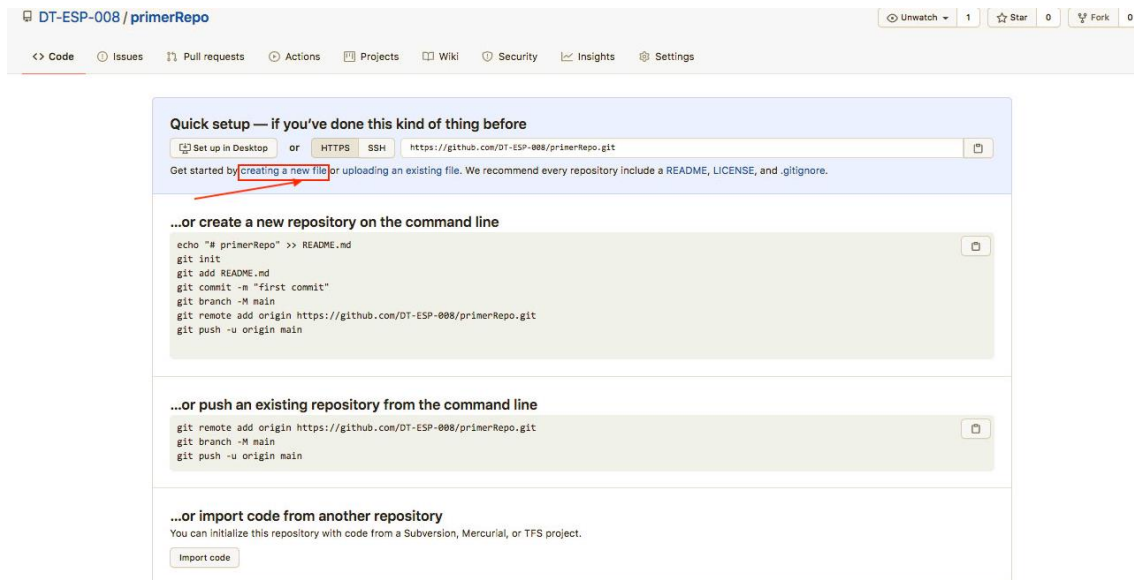 DT-ESP-008 / primerRepo
Unwatch 1 Star 0 Fork 0
<> Code Issues Pull requests Actions Projects Wiki Security Insights Settings
Quick setup — if you've done this kind of thing before
Set up in Desktop or HTTPS SSH https://github.com/DT-ESP-008/primerRepo.git
Get started by creating a new file or uploading an existing file. We recommend every repository include a README, LICENSE, and .gitignore.
...or create a new repository on the command line
echo "# primerRepo" >> README.md
git init
git add README.md
git commit -m "first commit"
git branch -M main
git remote add origin https://github.com/DT-ESP-008/primerRepo.git
git push -u origin main
...or push an existing repository from the command line
git remote add origin https://github.com/DT-ESP-008/primerRepo.git
git branch -M main
git push -u origin main
...or import code from another repository
You can initialize this repository with code from a Subversion, Mercurial, or TFS project.
Import code